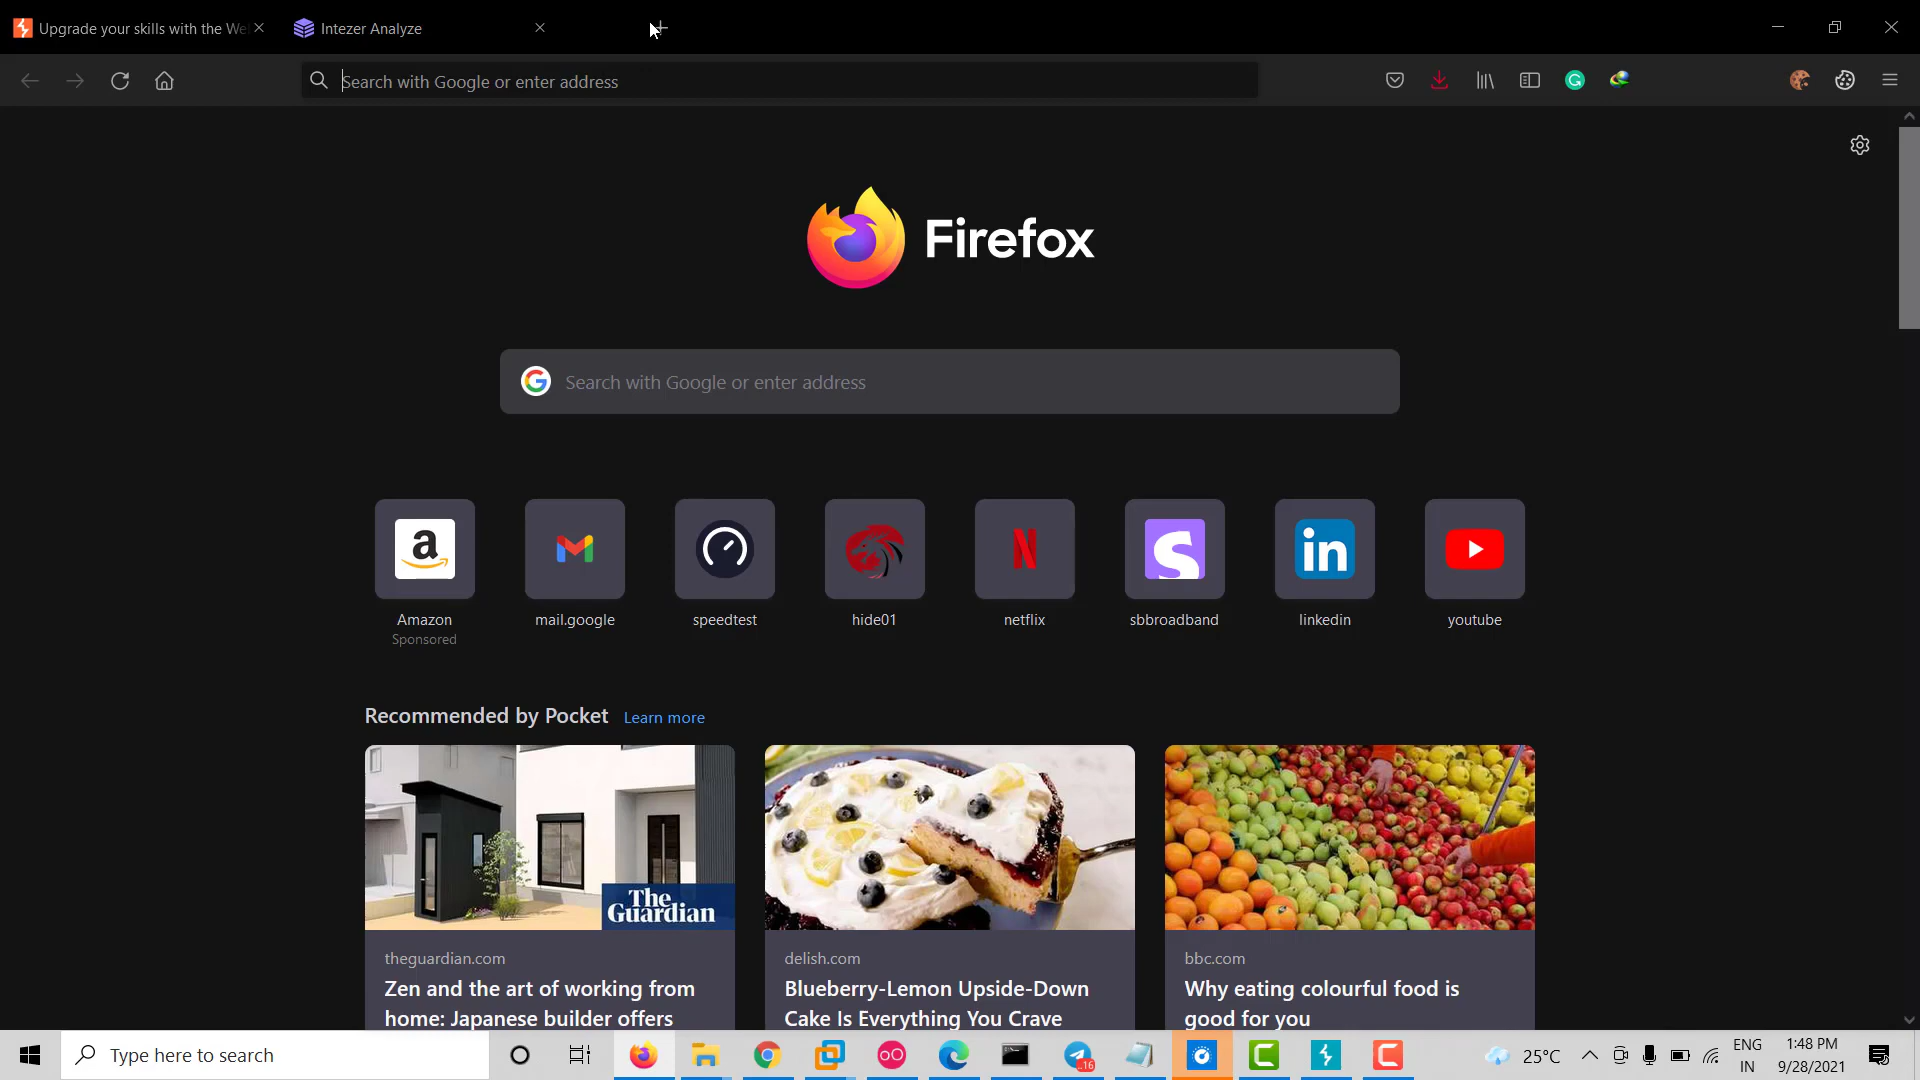 Upgrade your skills with the We
Intezer Analyze
Search with Google or enter address
Firefox
Search with Google or enter address
Amazon
Sponsored
mail.google
speedtest
hide01
netflix
sbbroadband
linkedin
youtube
Recommended by Pocket Learn more
The
Guardian
theguardian.com
Zen and the art of working from
home: Japanese builder offers
delish.com
Blueberry-Lemon Upside-Down
Cake Is Everything You Crave
bbc.com
Why eating colourful food is
good for you
Type here to search
..16
25°C
ENG
IN
1:48 PM
9/28/2021